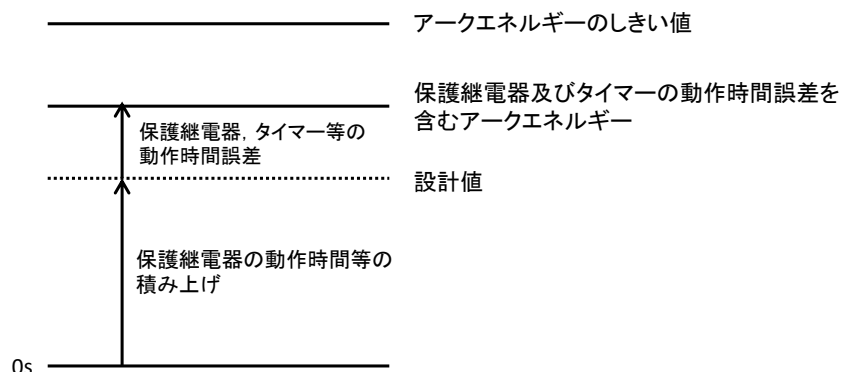 アークエネルギーのしきい値
保護継電器及びタイマーの動作時間誤差を
含むアークエネルギー
保護継電器，タイマー等の
動作時間誤差
設計値
保護継電器の動作時間等の
積み上げ
0s